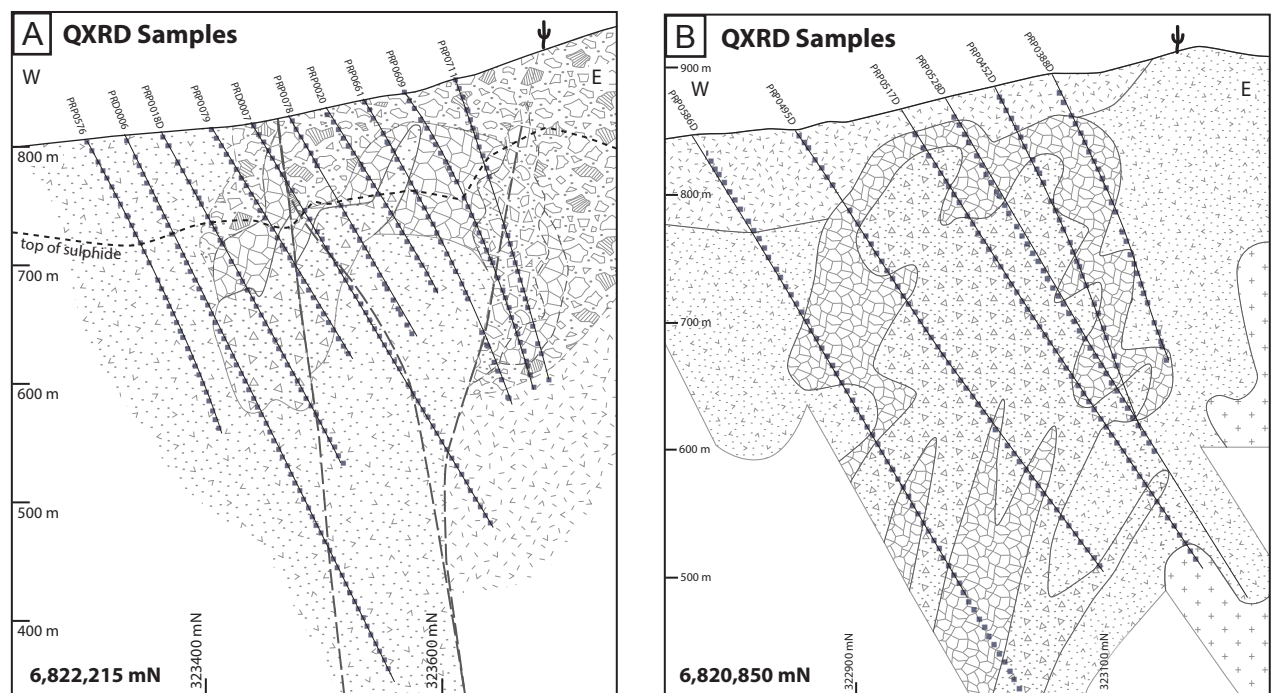 A QXRD Samples
W
E
PRP0576
PRD0006
PRP0018D
PRP0079
PRD0007
PRP0078
PRP0020
PRP0661
PRP0609
PRP0711
800 m
top of sulphide
700 m
600 m
500 m
400 m
323400 mN
323600 mN
6,822,215 mN
B QXRD Samples
900 m
W
E
PRP0586D
PRP0495D
PRP0517D
PRP0528D
PRP0452D
PRP0388D
800 m
700 m
600 m
500 m
322900 mN
323100 mN
6,820,850 mN